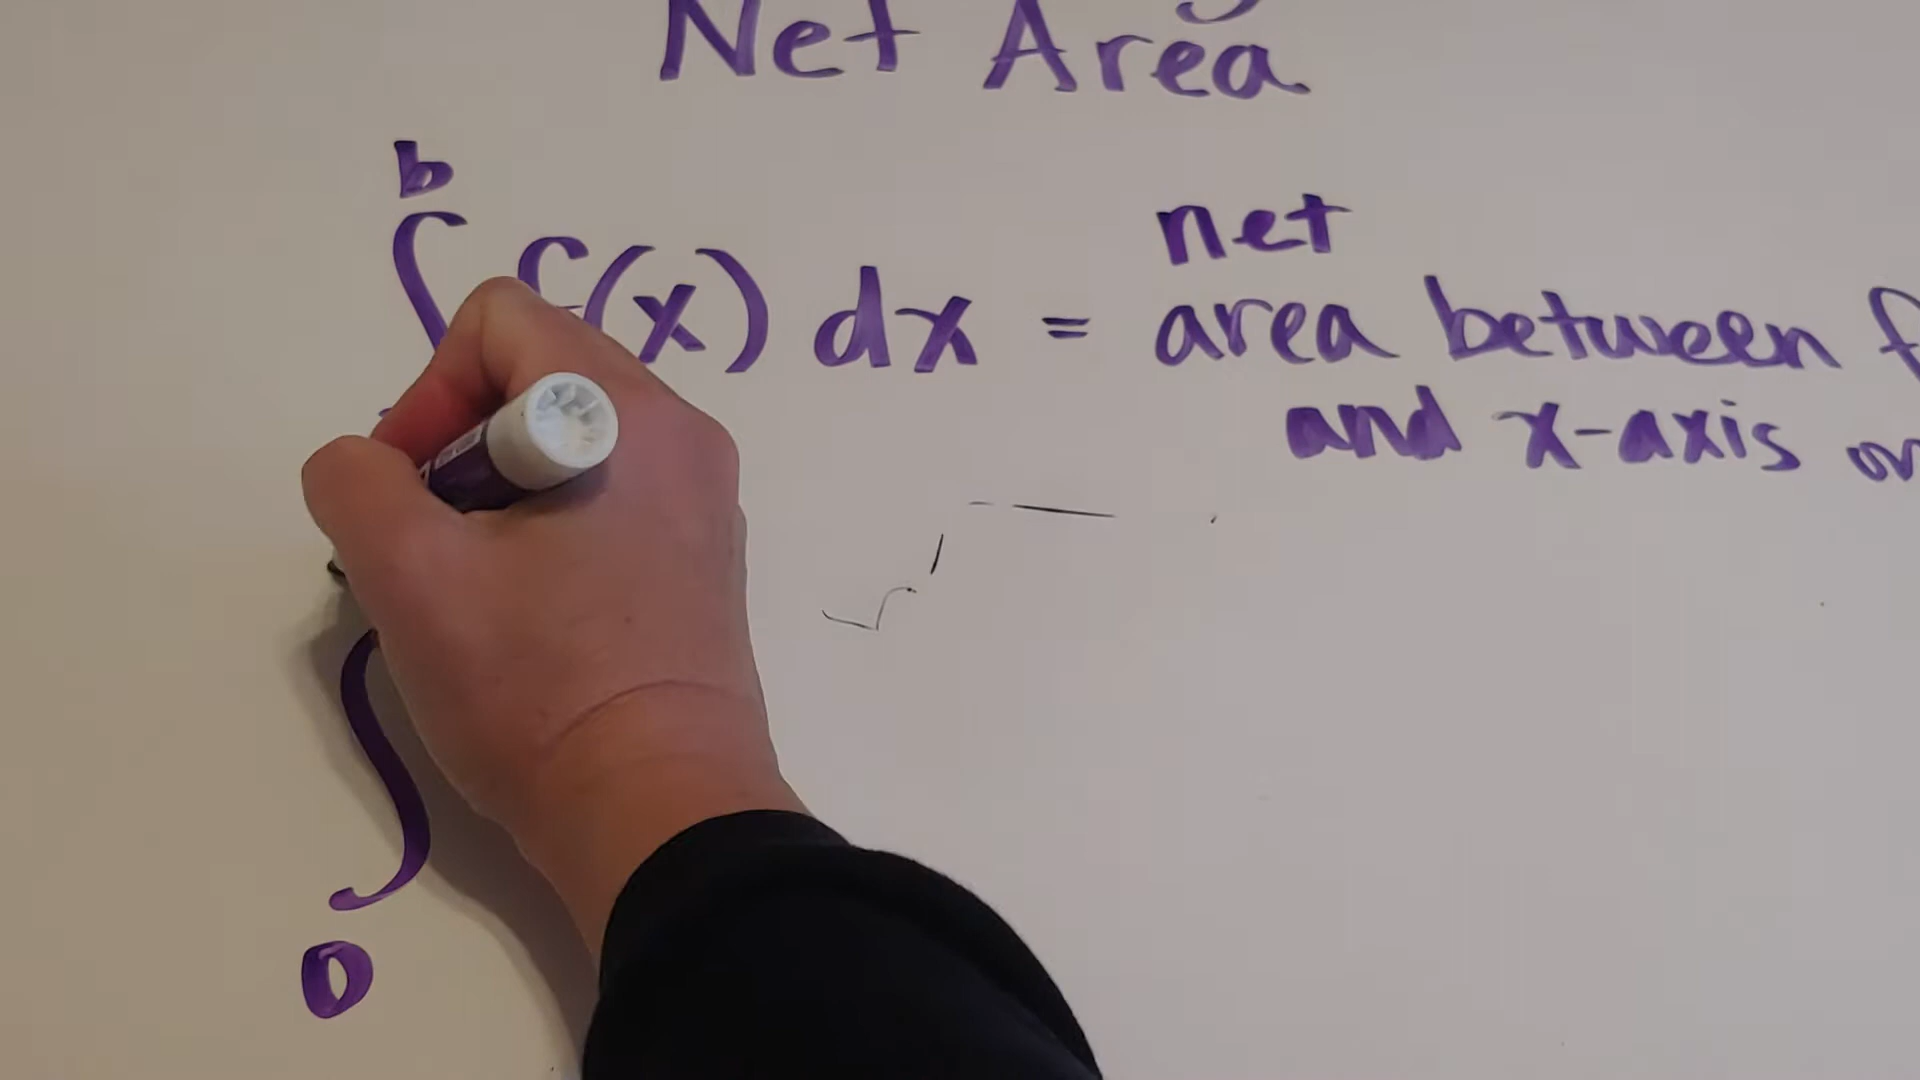 Net Area
b
net
∫ f(x) dx = area between f
and x-axis on
∫
0